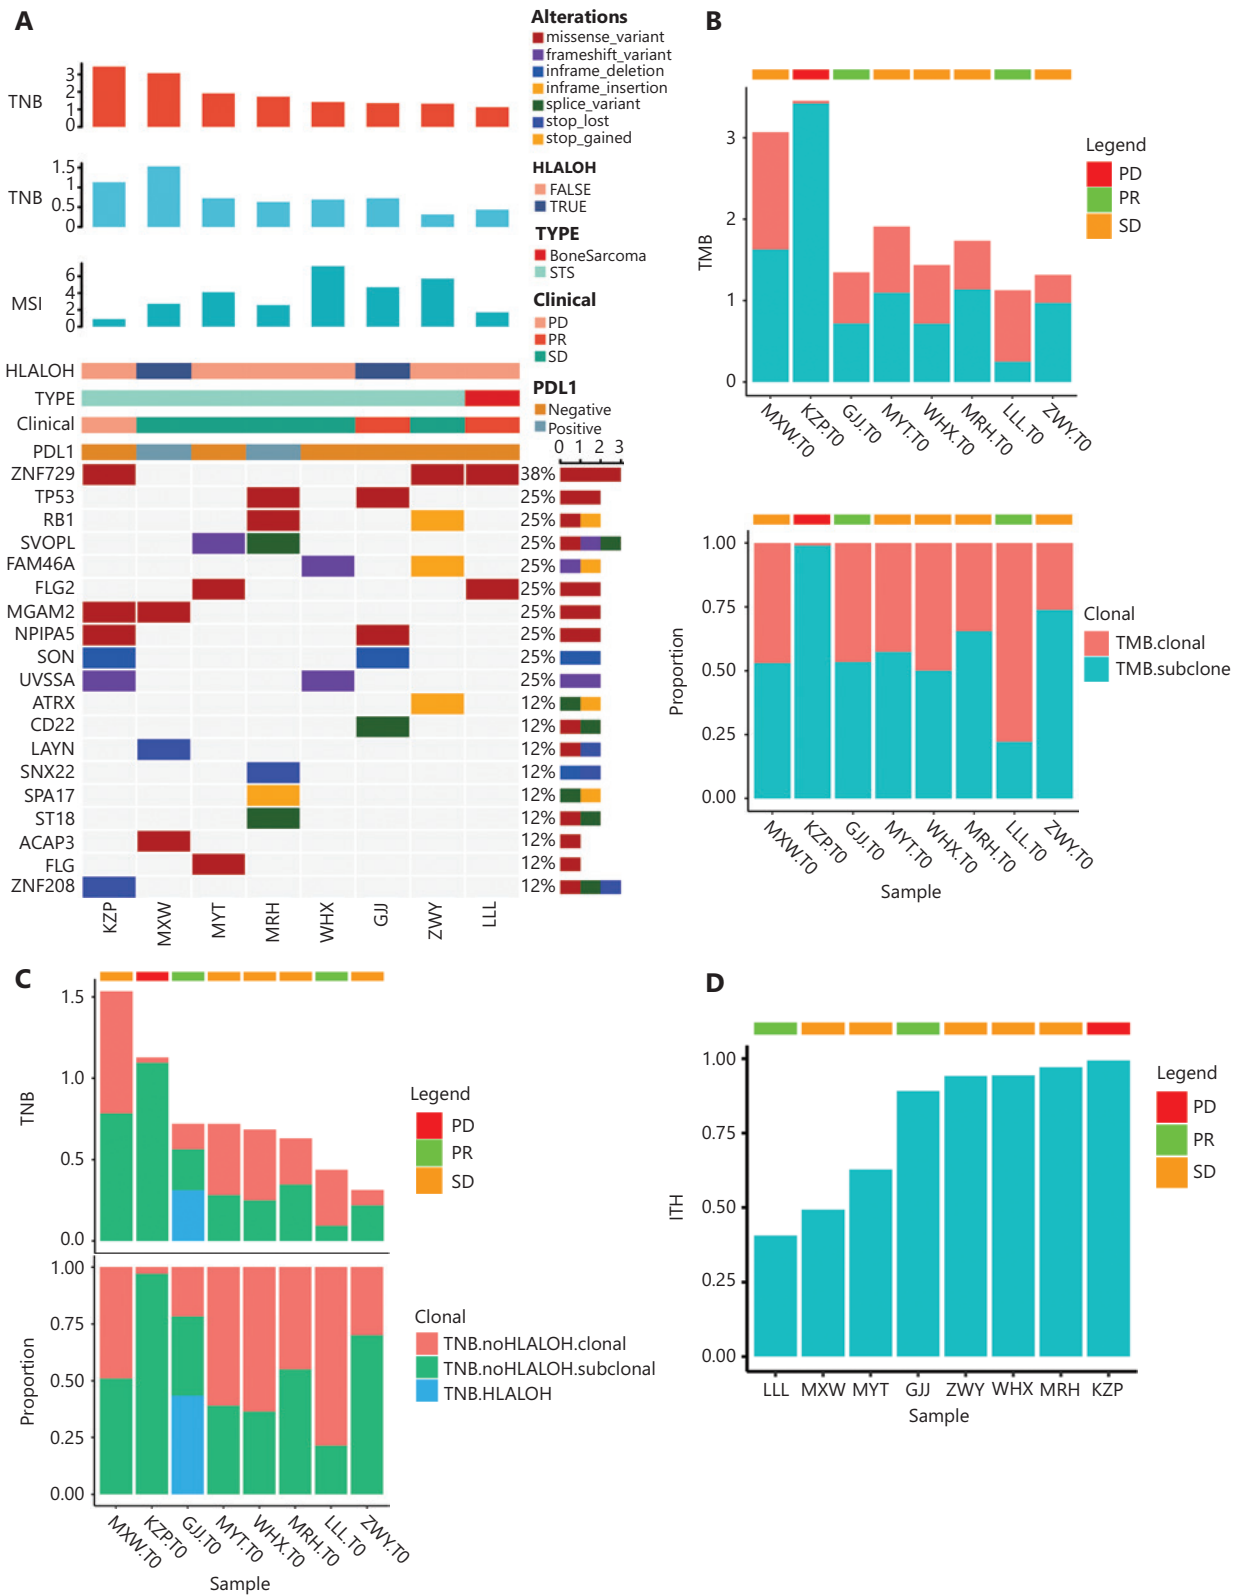 A
TNB
3
2
1
0
TNB
1.5
1
0.5
0
MSI
6
4
2
0
Alterations
missense_variant
frameshift_variant
inframe_deletion
inframe_insertion
splice_variant
stop_lost
stop_gained
HLALOH
FALSE
TRUE
TYPE
BoneSarcoma
STS
Clinical
PD
PR
SD
PDL1
Negative
Positive
HLALOH
TYPE
Clinical
PDL1
0 1 2 3
ZNF729 38%
TP53 25%
RB1 25%
SVOPL 25%
FAM46A 25%
FLG2 25%
MGAM2 25%
NPIPA5 25%
SON 25%
UVSSA 25%
ATRX 12%
CD22 12%
LAYN 12%
SNX22 12%
SPA17 12%
ST18 12%
ACAP3 12%
FLG 12%
ZNF208 12%
KZP MXW MYT MRH WHX GJJ ZWY LLL
B
TMB
3
2
1
0
MXW.T0 KZP.T0 GJJ.T0 MYT.T0 WHX.T0 MRH.T0 LLL.T0 ZWY.T0
Legend
PD
PR
SD
Proportion
1.00
0.75
0.50
0.25
0.00
MXW.T0 KZP.T0 GJJ.T0 MYT.T0 WHX.T0 MRH.T0 LLL.T0 ZWY.T0
Sample
Clonal
TMB.clonal
TMB.subclone
C
TNB
1.5
1.0
0.5
0.0
Legend
PD
PR
SD
Proportion
1.00
0.75
0.50
0.25
0.00
MXW.T0 KZP.T0 GJJ.T0 MYT.T0 WHX.T0 MRH.T0 LLL.T0 ZWY.T0
Sample
Clonal
TNB.noHLALOH.clonal
TNB.noHLALOH.subclonal
TNB.HLALOH
D
ITH
1.00
0.75
0.50
0.25
0.00
LLL MXW MYT GJJ ZWY WHX MRH KZP
Sample
Legend
PD
PR
SD